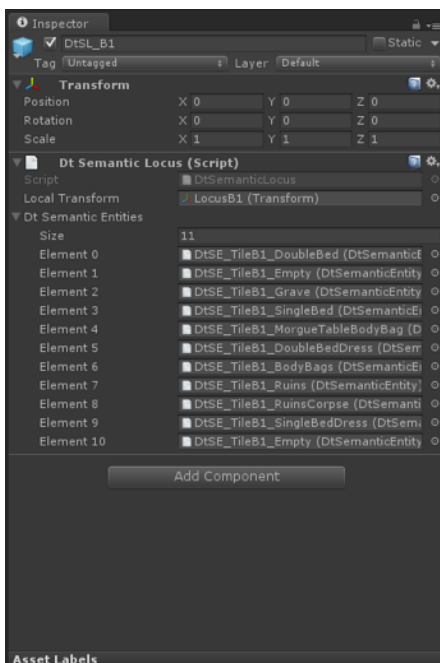 Inspector
DtSL_B1 Static
Tag Untagged Layer Default
Transform
Position X 0 Y 0 Z 0
Rotation X 0 Y 0 Z 0
Scale X 1 Y 1 Z 1
Dt Semantic Locus (Script)
Script DtSemanticLocus
Local Transform LocusB1 (Transform)
Dt Semantic Entities
Size 11
Element 0 DtSE_TileB1_DoubleBed (DtSemanticE
Element 1 DtSE_TileB1_Empty (DtSemanticEntity
Element 2 DtSE_TileB1_Grave (DtSemanticEntity
Element 3 DtSE_TileB1_SingleBed (DtSemanticEn
Element 4 DtSE_TileB1_MorgueTableBodyBag (D
Element 5 DtSE_TileB1_DoubleBedDress (DtSem
Element 6 DtSE_TileB1_BodyBags (DtSemanticEn
Element 7 DtSE_TileB1_Ruins (DtSemanticEntity)
Element 8 DtSE_TileB1_RuinsCorpse (DtSemanti
Element 9 DtSE_TileB1_SingleBedDress (DtSem
Element 10 DtSE_TileB1_Empty (DtSemanticEntity
Add Component
Asset Labels